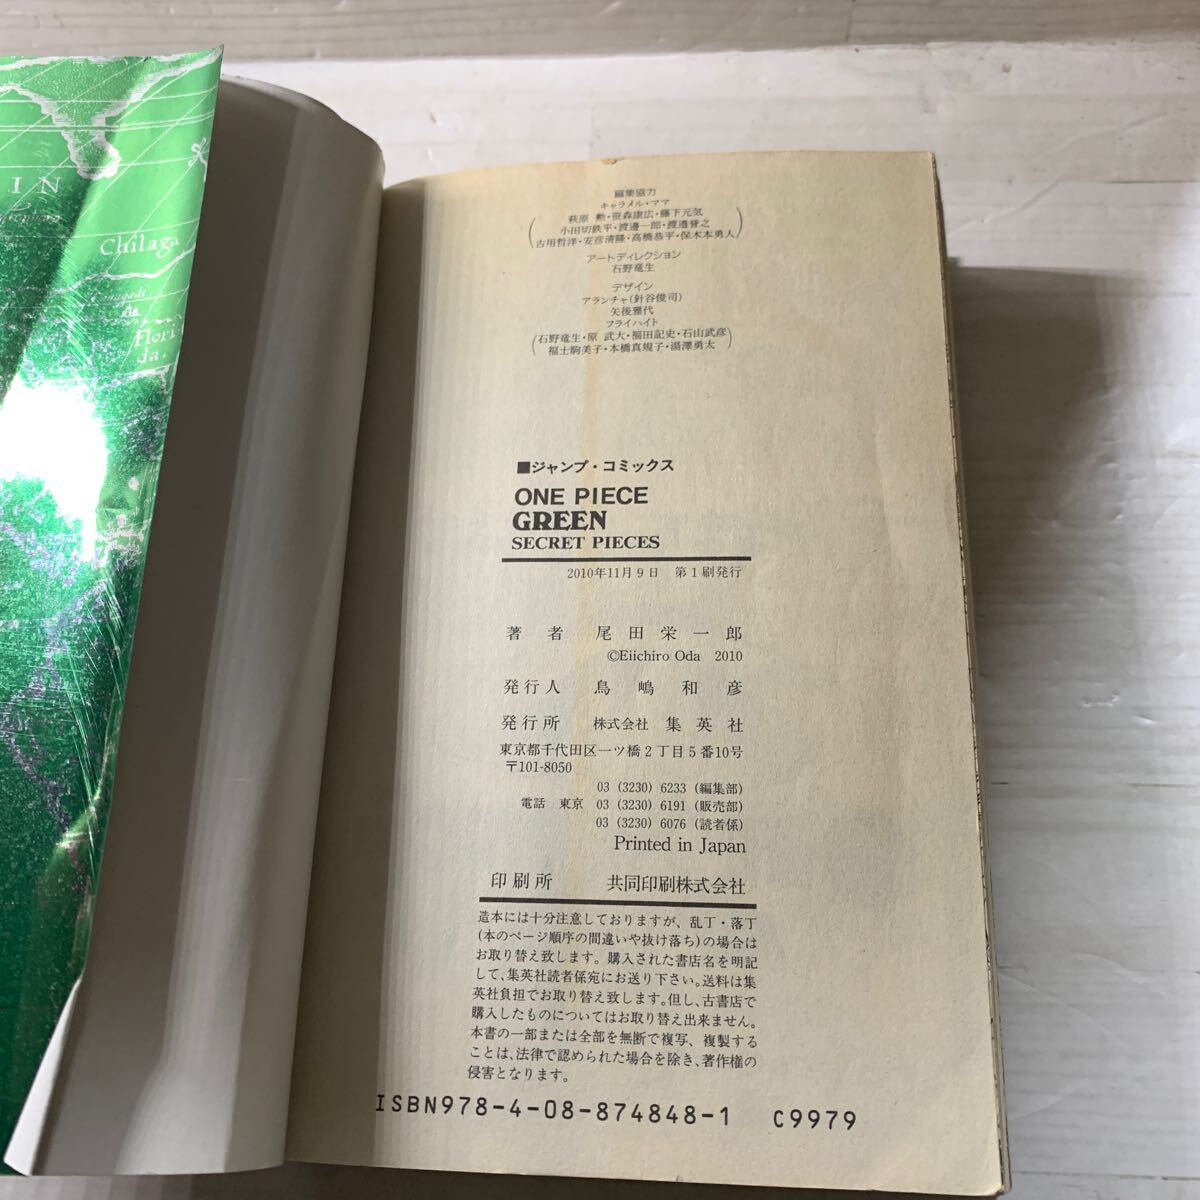 IN
Chilaga
Flori
da.
編集協力
キャラメル・ママ
萩原 勲・笹森康広・藤下元気
小田切鉄平・渡邊一郎・渡邉晋之
古用哲洋・安彦清隆・高橋恭平・保木本勇人
アートディレクション
石野竜生
デザイン
アランチャ(針谷俊司)
矢後雅代
フライハイト
石野竜生・原 武大・福田記史・石山武彦
福士駒美子・本橋真規子・湯澤勇太
■ジャンプ・コミックス
ONE PIECE
GREEN
SECRET PIECES
2010年11月9日 第1刷発行
著者 尾田栄一郎
©Eiichiro Oda 2010
発行人 鳥嶋和彦
発行所 株式会社 集英社
東京都千代田区一ツ橋2丁目5番10号
〒101-8050
03 (3230) 6233 (編集部)
電話 東京 03 (3230) 6191 (販売部)
03 (3230) 6076 (読者係)
Printed in Japan
印刷所 共同印刷株式会社
造本には十分注意しておりますが、乱丁・落丁
(本のページ順序の間違いや抜け落ち)の場合は
お取り替え致します。購入された書店名を明記
して、集英社読者係宛にお送り下さい。送料は集
英社負担でお取り替え致します。但し、古書店で
購入したものについてはお取り替え出来ません。
本書の一部または全部を無断で複写、複製する
ことは、法律で認められた場合を除き、著作権の
侵害となります。
ISBN978-4-08-874848-1 C9979